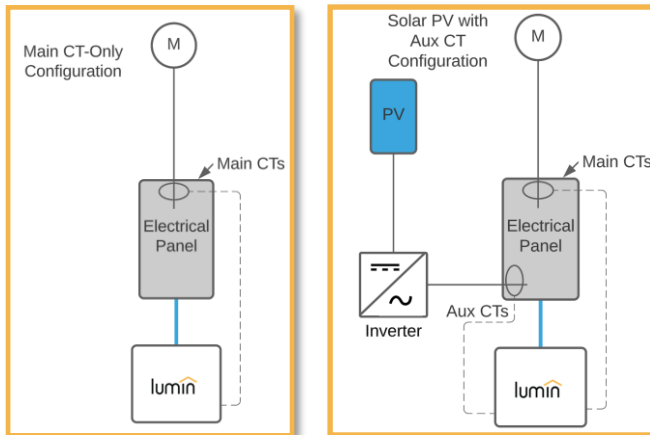 Main CT-Only
Configuration
M
Main CTs
Electrical
Panel
lumin
Solar PV with
Aux CT
Configuration
M
PV
Main CTs
Electrical
Panel
Aux CTs
Inverter
lumin